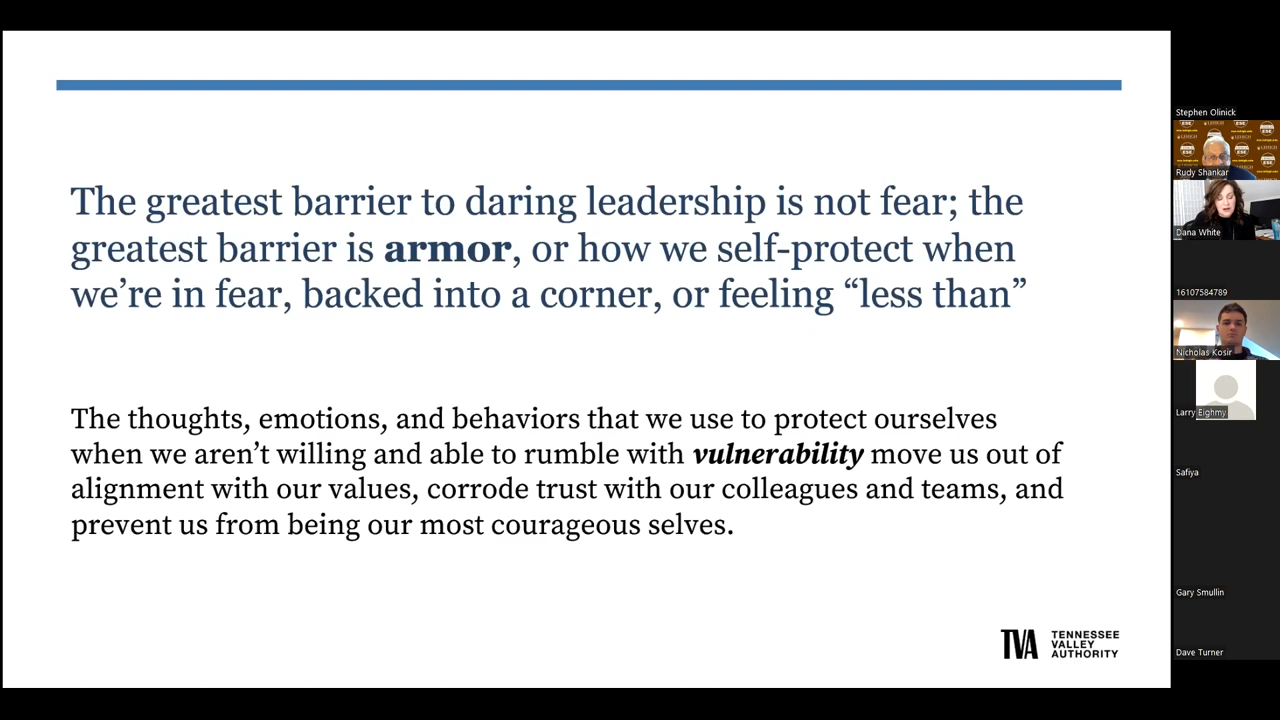 The greatest barrier to daring leadership is not fear; the
greatest barrier is armor, or how we self-protect when
we’re in fear, backed into a corner, or feeling “less than”
The thoughts, emotions, and behaviors that we use to protect ourselves
when we aren’t willing and able to rumble with vulnerability move us out of
alignment with our values, corrode trust with our colleagues and teams, and
prevent us from being our most courageous selves.
TVA
TENNESSEE
VALLEY
AUTHORITY
Stephen Olinick
Rudy Shankar
Dana White
16107584789
Nicholas Kosir
Larry Eighmy
Safiya
Gary Smullin
Dave Turner